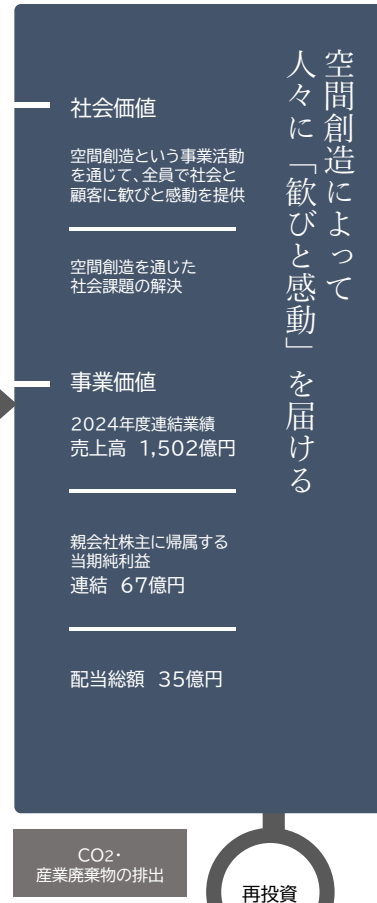 空間創造によって
人々に「歓びと感動」を届ける
社会価値
空間創造という事業活動
を通じて、全員で社会と
顧客に歓びと感動を提供
空間創造を通じた
社会課題の解決
事業価値
2024年度連結業績
売上高 1,502億円
親会社株主に帰属する
当期純利益
連結 67億円
配当総額 35億円
CO2・
産業廃棄物の排出
再投資